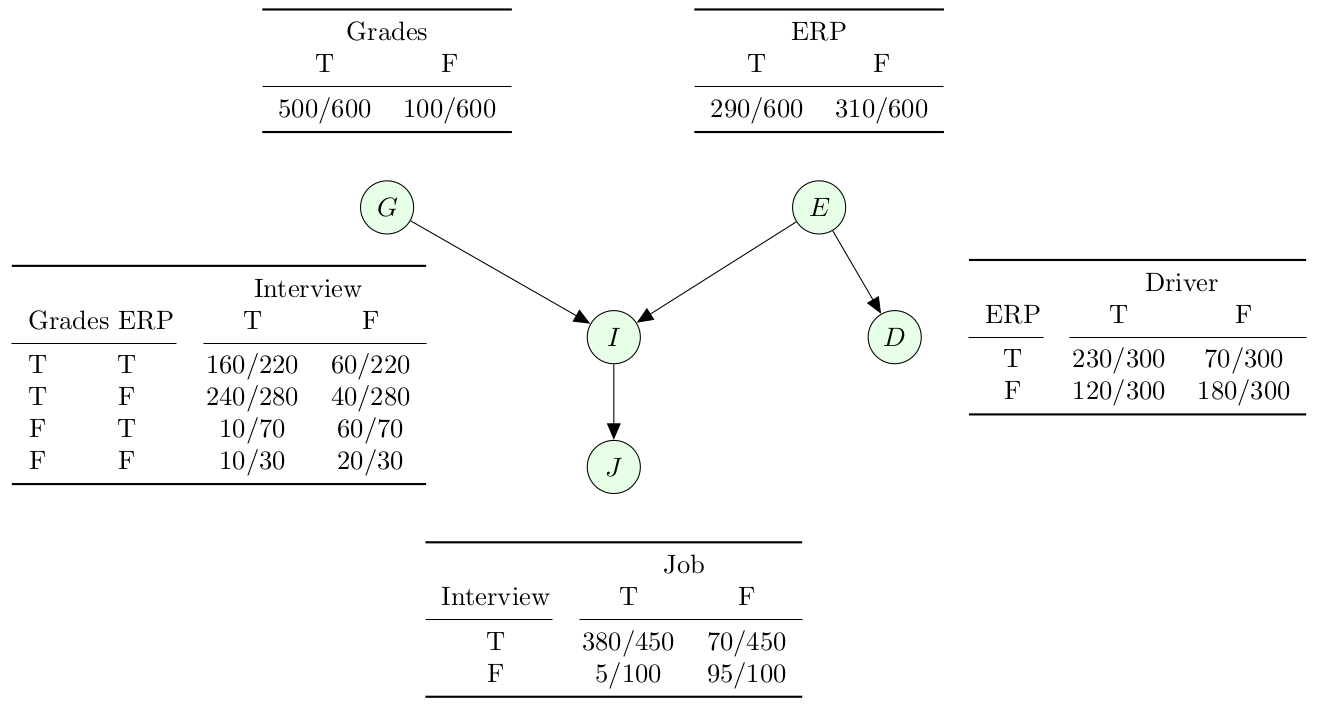 Grades
T F
500/600 100/600
ERP
T F
290/600 310/600
G
E
Interview
Grades ERP T F
T T 160/220 60/220
T F 240/280 40/280
F T 10/70 60/70
F F 10/30 20/30
I
D
Driver
ERP T F
T 230/300 70/300
F 120/300 180/300
J
Job
Interview T F
T 380/450 70/450
F 5/100 95/100